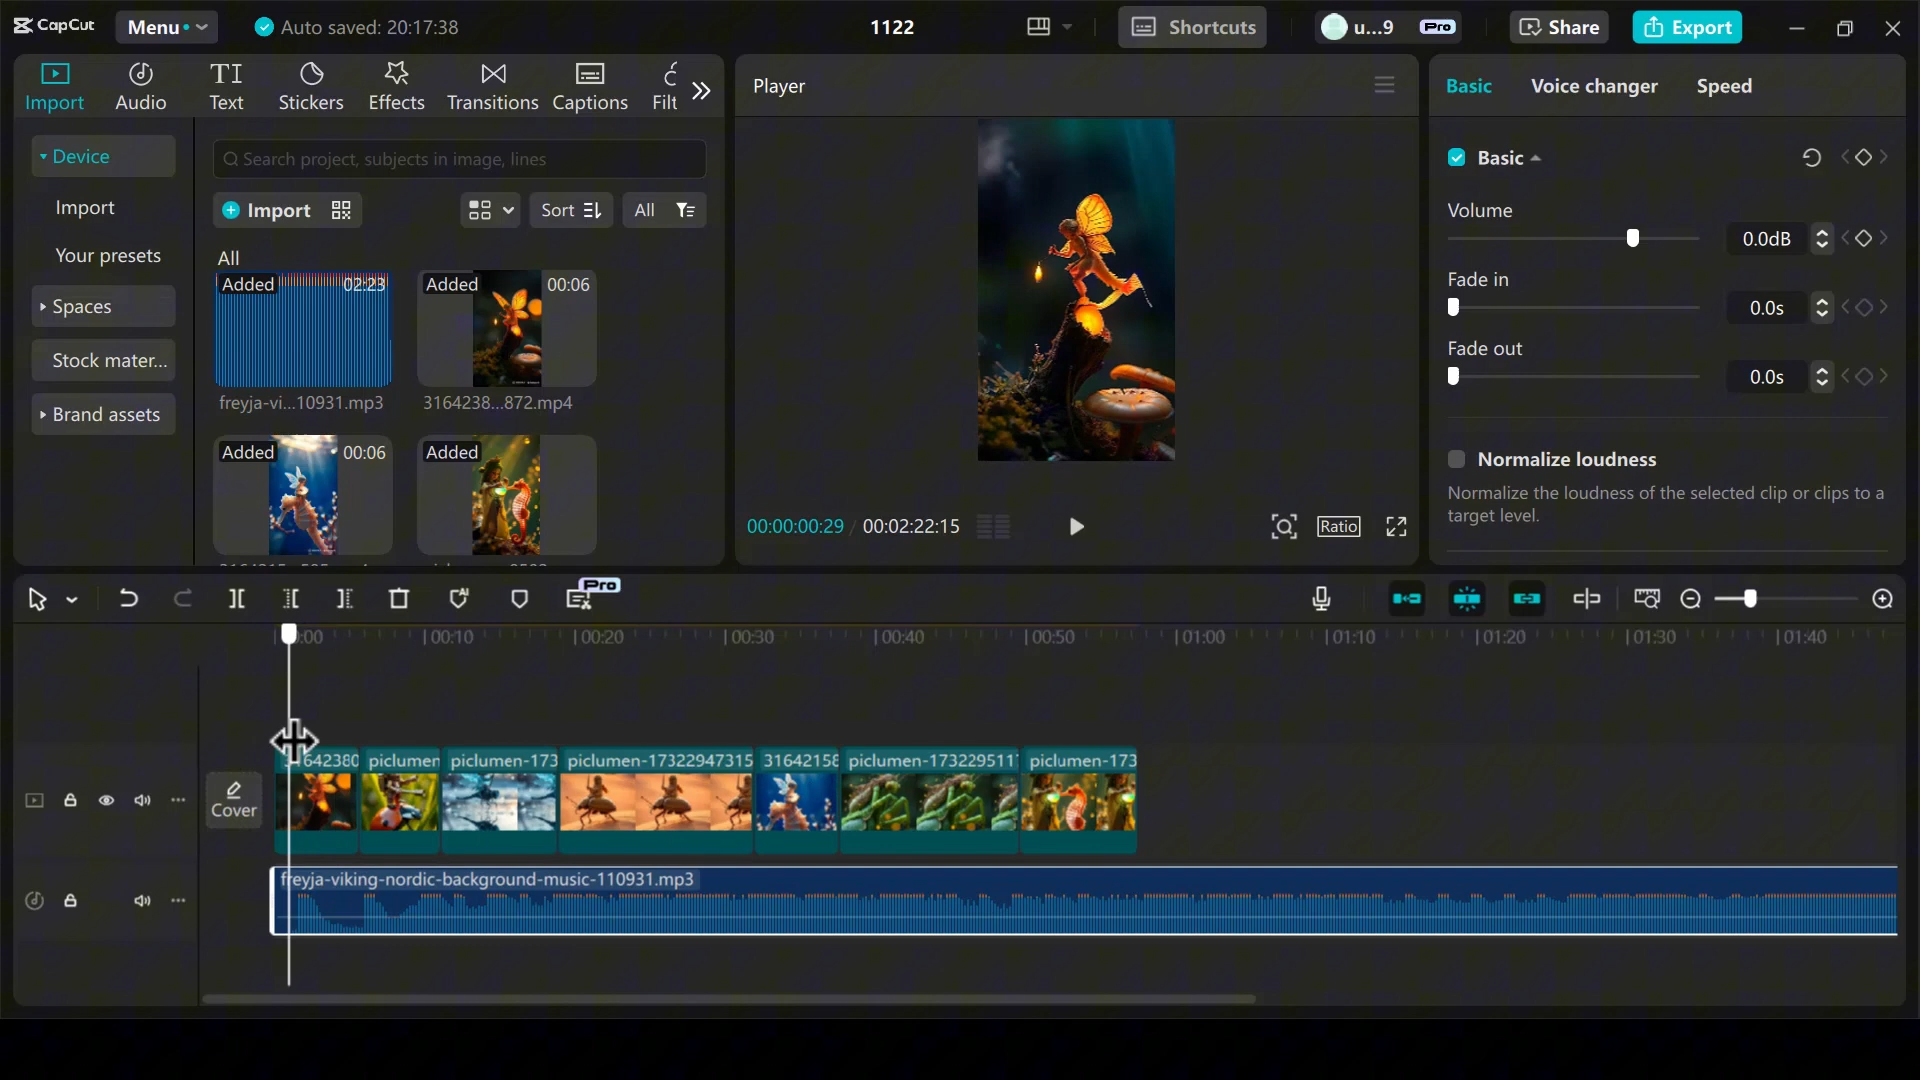 CapCut
Menu
Auto saved: 20:17:38
1122
Shortcuts
u...9
Pro
Share
Export
Import
Audio
TI
Text
Stickers
Effects
Transitions
Captions
Filt
Player
Basic
Voice changer
Speed
Device
Import
Your presets
Spaces
Stock mater...
Brand assets
Search project, subjects in image, lines
Import
Sort
All
All
Added
02:23
freyja-vi...10931.mp3
Added
00:06
3164238...872.mp4
Added
00:06
Added
00:00:00:29 / 00:02:22:15
Ratio
Basic
Volume
0.0dB
Fade in
0.0s
Fade out
0.0s
Normalize loudness
Normalize the loudness of the selected clip or clips to a
target level.
Pro
00:10
00:20
00:30
00:40
00:50
01:00
01:10
01:20
01:30
01:40
Cover
piclumen
piclumen-173
piclumen-17322947315
31642158
piclumen-1732295117
piclumen-173
freyja-viking-nordic-background-music-110931.mp3